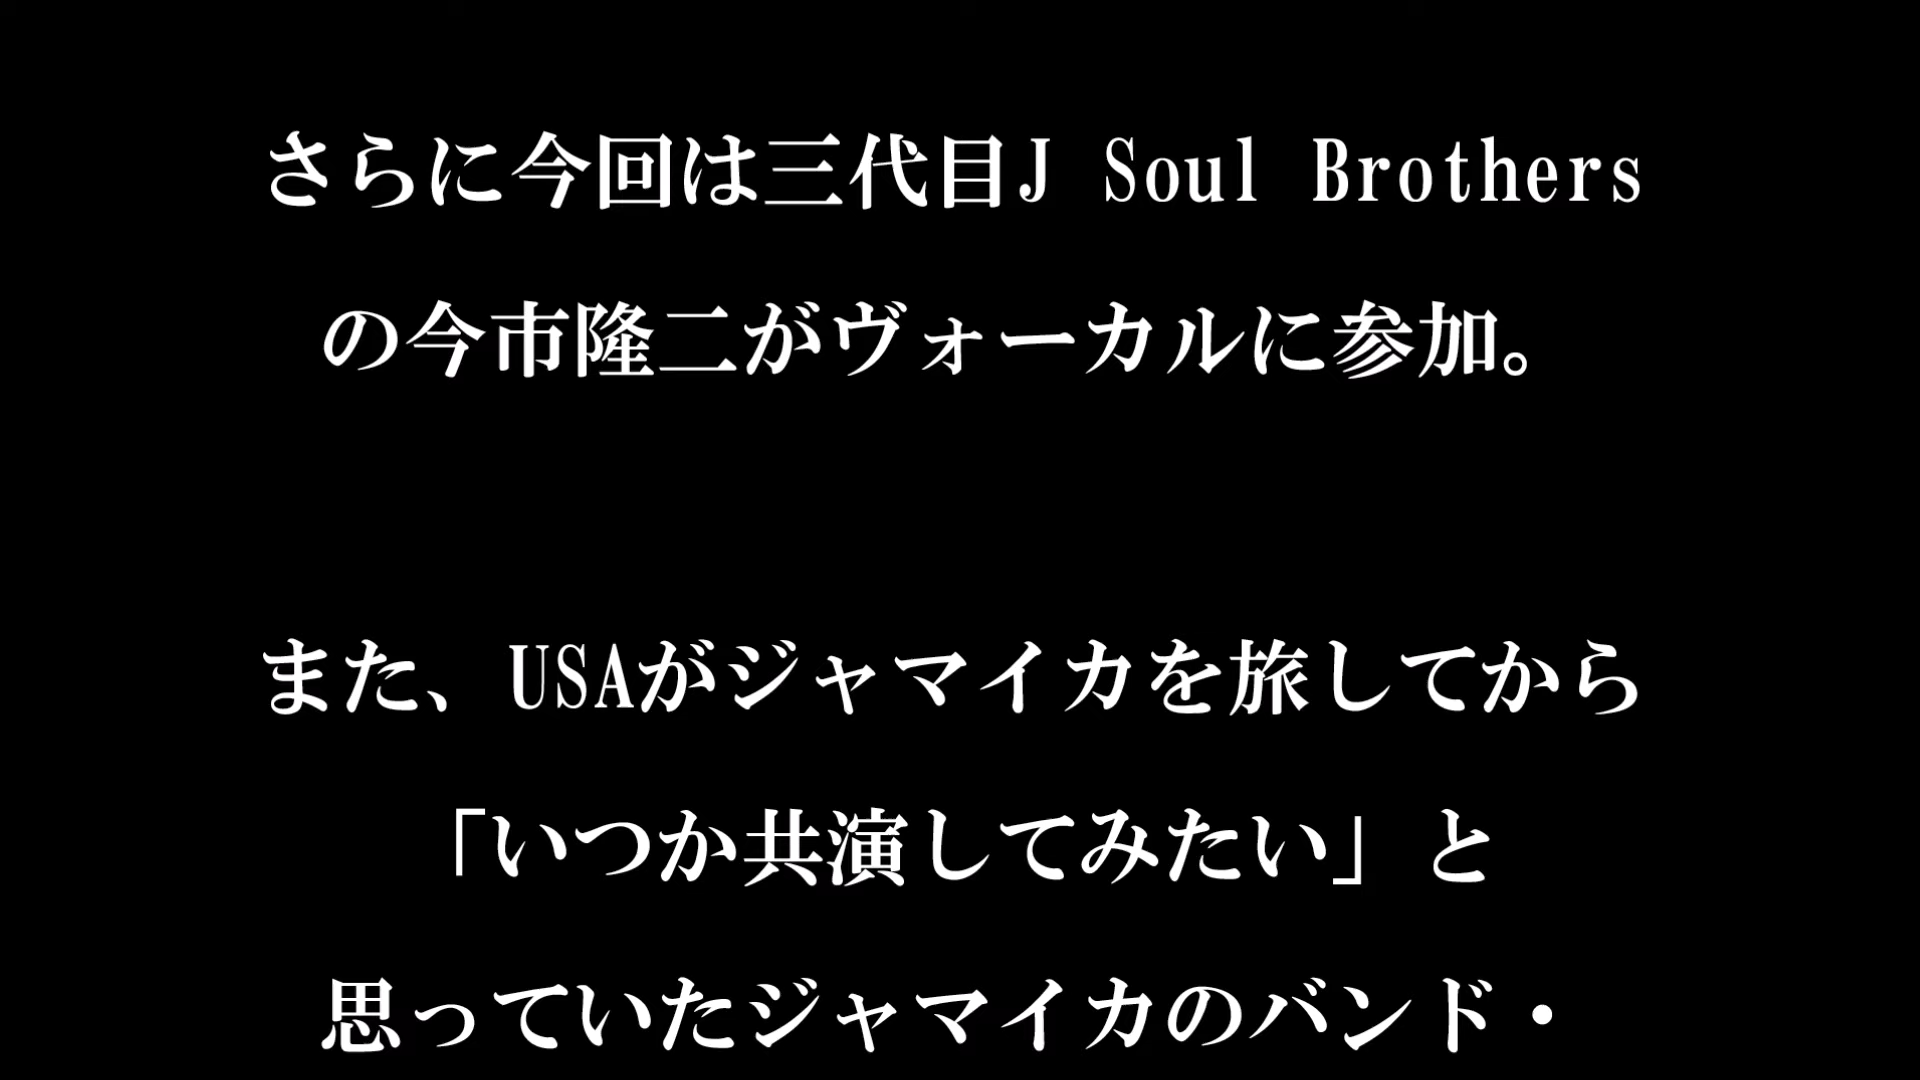 さらに今回は三代目J Soul Brothers
の今市隆二がヴォーカルに参加。
また、USAがジャマイカを旅してから
「いつか共演してみたい」と
思っていたジャマイカのバンド・